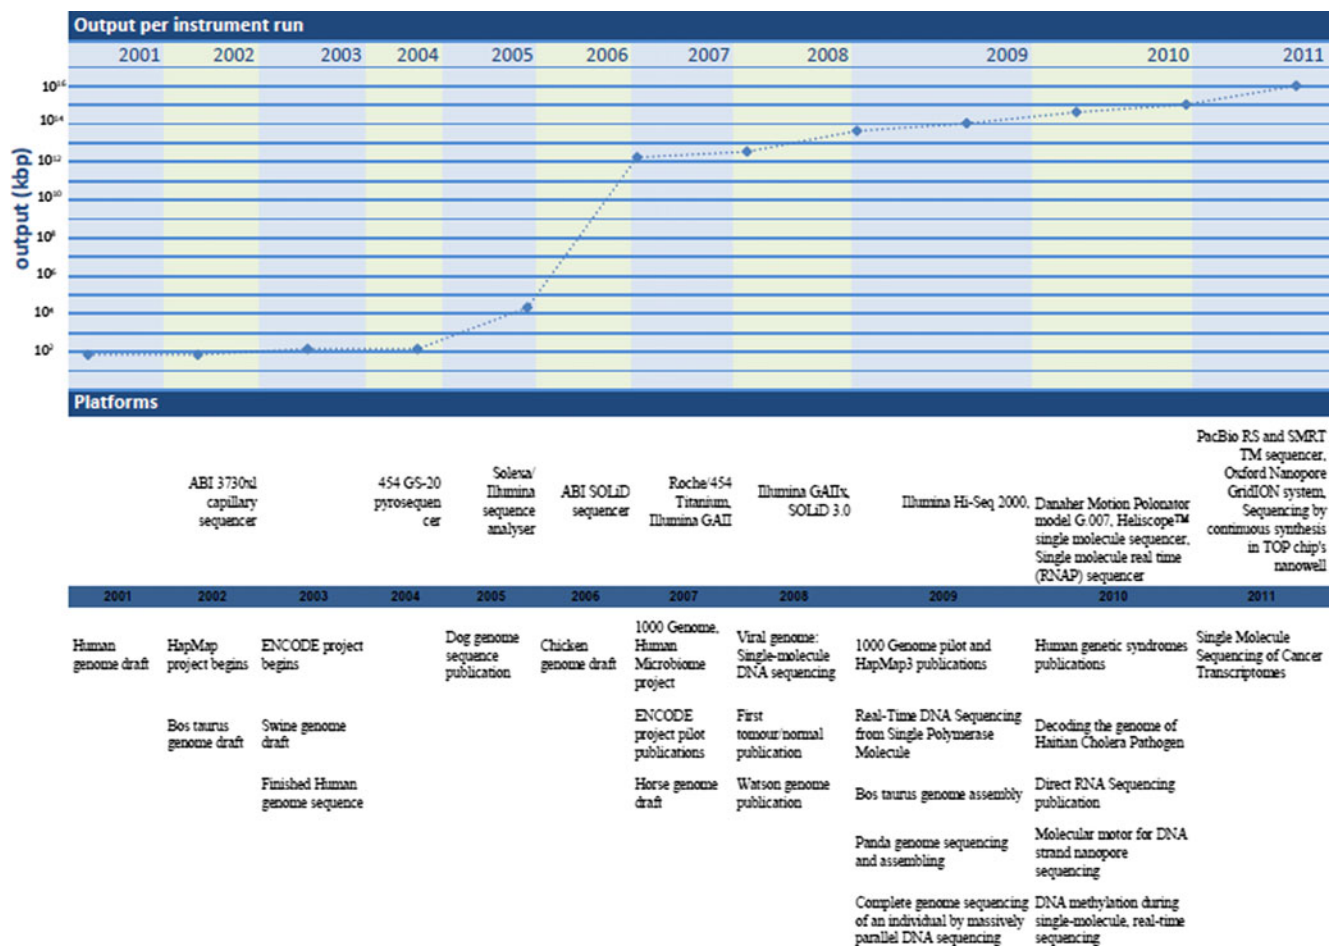 Output per instrument run
2001 2002 2003 2004 2005 2006 2007 2008 2009 2010 2011
output (kbp)
10¹⁶
10¹⁴
10¹²
10¹⁰
10⁸
10⁶
10⁴
10²
Platforms
ABI 3730xl
capillary
sequencer
454 GS-20
pyrosequen
cer
Solexa/
Illumina
sequence
analyser
ABI SOLiD
sequencer
Roche/454
Titanium,
Illumina GAII
Illumina GAIIx,
SOLiD 3.0
Illumina Hi-Seq 2000,
Danaher Motion Polonator
model G.007, Heliscope™
single molecule sequencer,
Single molecule real time
(RNAP) sequencer
PacBio RS and SMRT
TM sequencer,
Oxford Nanopore
GridION system,
Sequencing by
continuous synthesis
in TOP chip's
nanowell
2001 2002 2003 2004 2005 2006 2007 2008 2009 2010 2011
Human
genome draft
HapMap
project begins
Bos taurus
genome draft
ENCODE project
begins
Swine genome
draft
Finished Human
genome sequence
Dog genome
sequence
publication
Chicken
genome draft
1000 Genome,
Human
Microbiome
project
ENCODE
project pilot
publications
Horse genome
draft
Viral genome:
Single-molecule
DNA sequencing
First
tomour/normal
publication
Watson genome
publication
1000 Genome pilot and
HapMap3 publications
Real-Time DNA Sequencing
from Single Polymerase
Molecule
Bos taurus genome assembly
Panda genome sequencing
and assembling
Complete genome sequencing
of an individual by massively
parallel DNA sequencing
Human genetic syndromes
publications
Decoding the genome of
Haitian Cholera Pathogen
Direct RNA Sequencing
publication
Molecular motor for DNA
strand nanopore
sequencing
DNA methylation during
single-molecule, real-time
sequencing
Single Molecule
Sequencing of Cancer
Transcriptomes